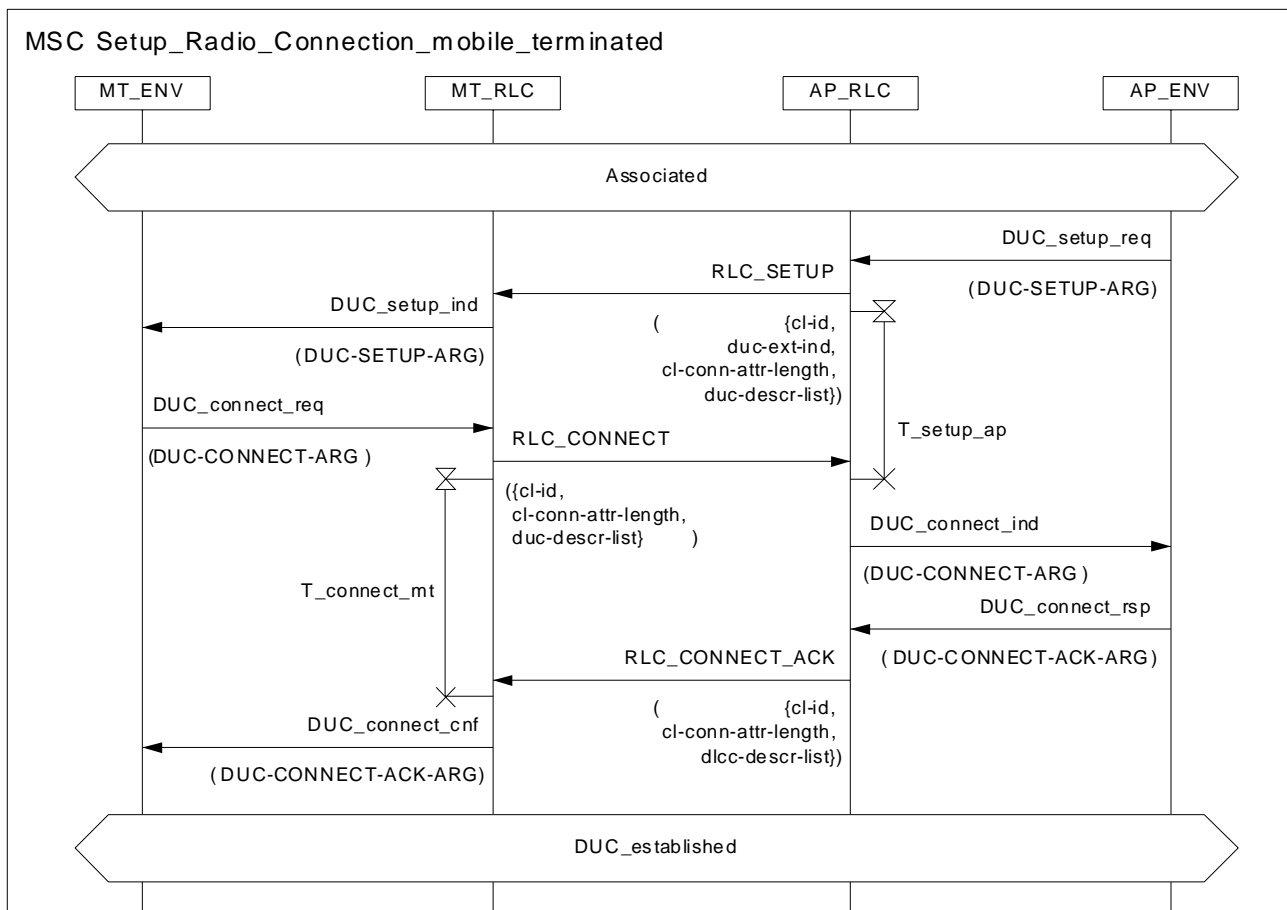 MSC Setup_Radio_Connection_mobile_terminated
MT_ENV
MT_RLC
AP_RLC
AP_ENV
Associated
DUC_setup_req
(DUC-SETUP-ARG)
RLC_SETUP
( {cl-id,
duc-ext-ind,
cl-conn-attr-length,
duc-descr-list})
DUC_setup_ind
(DUC-SETUP-ARG)
DUC_connect_req
(DUC-CONNECT-ARG )
T_setup_ap
RLC_CONNECT
({cl-id,
cl-conn-attr-length,
duc-descr-list} )
DUC_connect_ind
(DUC-CONNECT-ARG )
T_connect_mt
DUC_connect_rsp
( DUC-CONNECT-ACK-ARG)
RLC_CONNECT_ACK
( {cl-id,
cl-conn-attr-length,
dlcc-descr-list})
DUC_connect_cnf
( DUC-CONNECT-ACK-ARG)
DUC_established